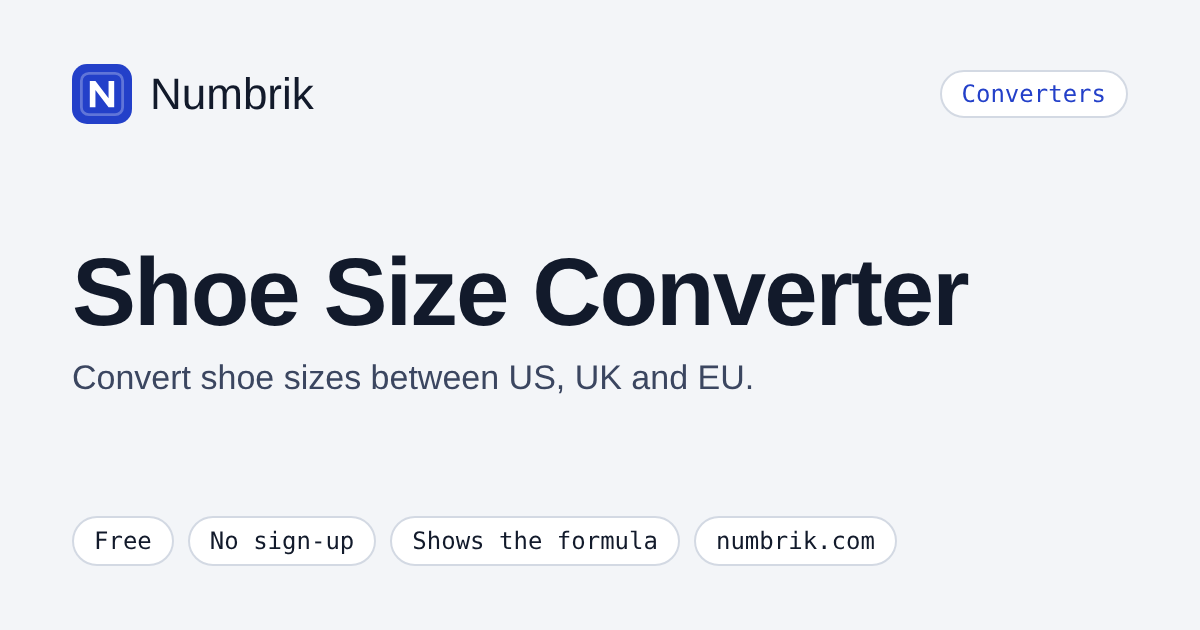 N Numbrik
Converters
Shoe Size Converter
Convert shoe sizes between US, UK and EU.
Free
No sign-up
Shows the formula
numbrik.com